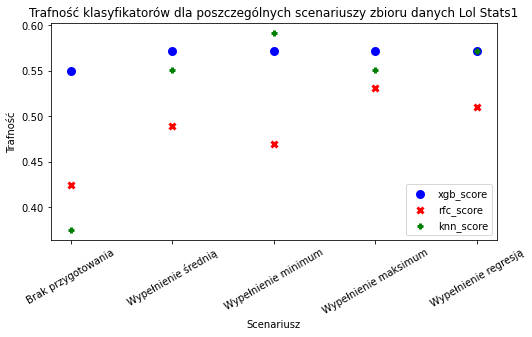 Trafność klasyfikatorów dla poszczególnych scenariuszy zbioru danych Lol Stats1
0.60
0.55
0.50
0.45
0.40
Trafność
xgb_score
rfc_score
knn_score
Brak przygotowania
Wypełnienie średnią
Wypełnienie minimum
Wypełnienie maksimum
Wypełnienie regresją
Scenariusz